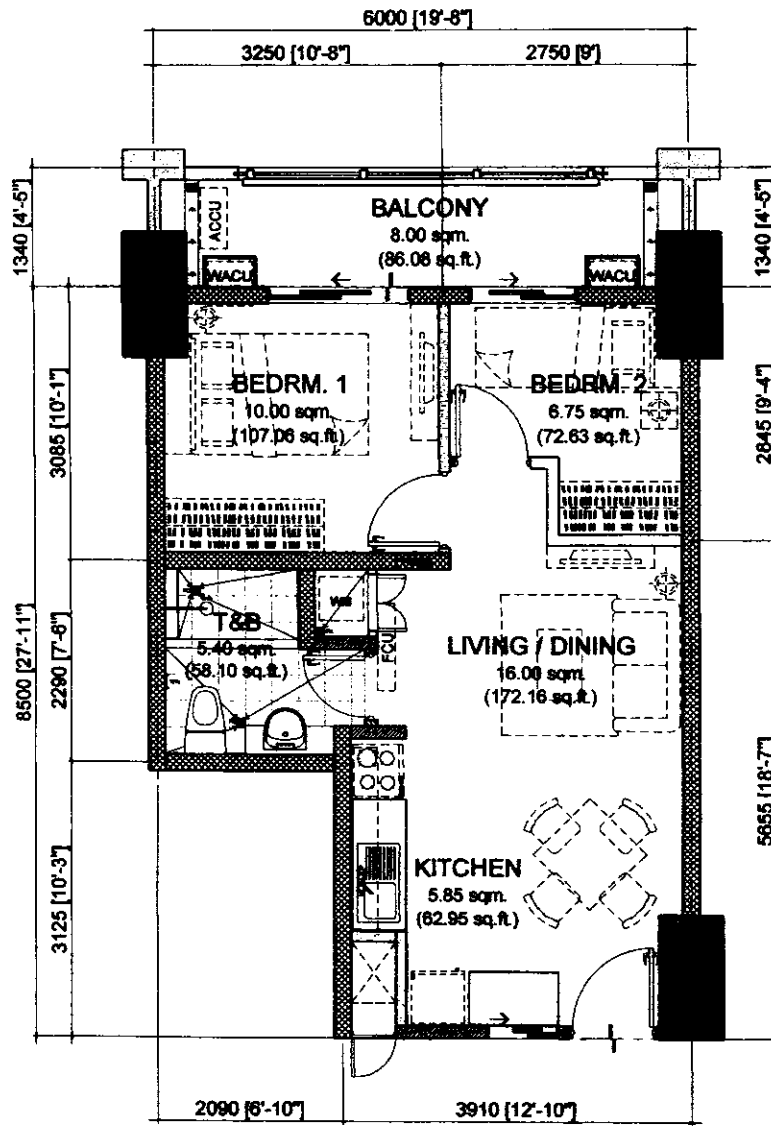 6000 [19'-8"]
3250 [10'-8"]
2750 [9']
1340 [4'-5"]
1340 [4'-5"]
BALCONY
8.00 sqm.
(86.08 sq.ft.)
ACCU
WACU
WACU
BEDRM. 1
10.00 sqm.
(107.06 sq.ft.)
BEDRM. 2
6.75 sqm.
(72.63 sq.ft.)
3085 [10'-1"]
2845 [9'-4"]
T&B
5.40 sqm.
(58.10 sq.ft.)
FCU
LIVING / DINING
16.00 sqm.
(172.16 sq.ft.)
8500 [27'-11"]
2290 [7'-6"]
5655 [18'-7"]
KITCHEN
5.85 sqm.
(62.95 sq.ft.)
3125 [10'-3"]
2090 [6'-10"]
3910 [12'-10"]